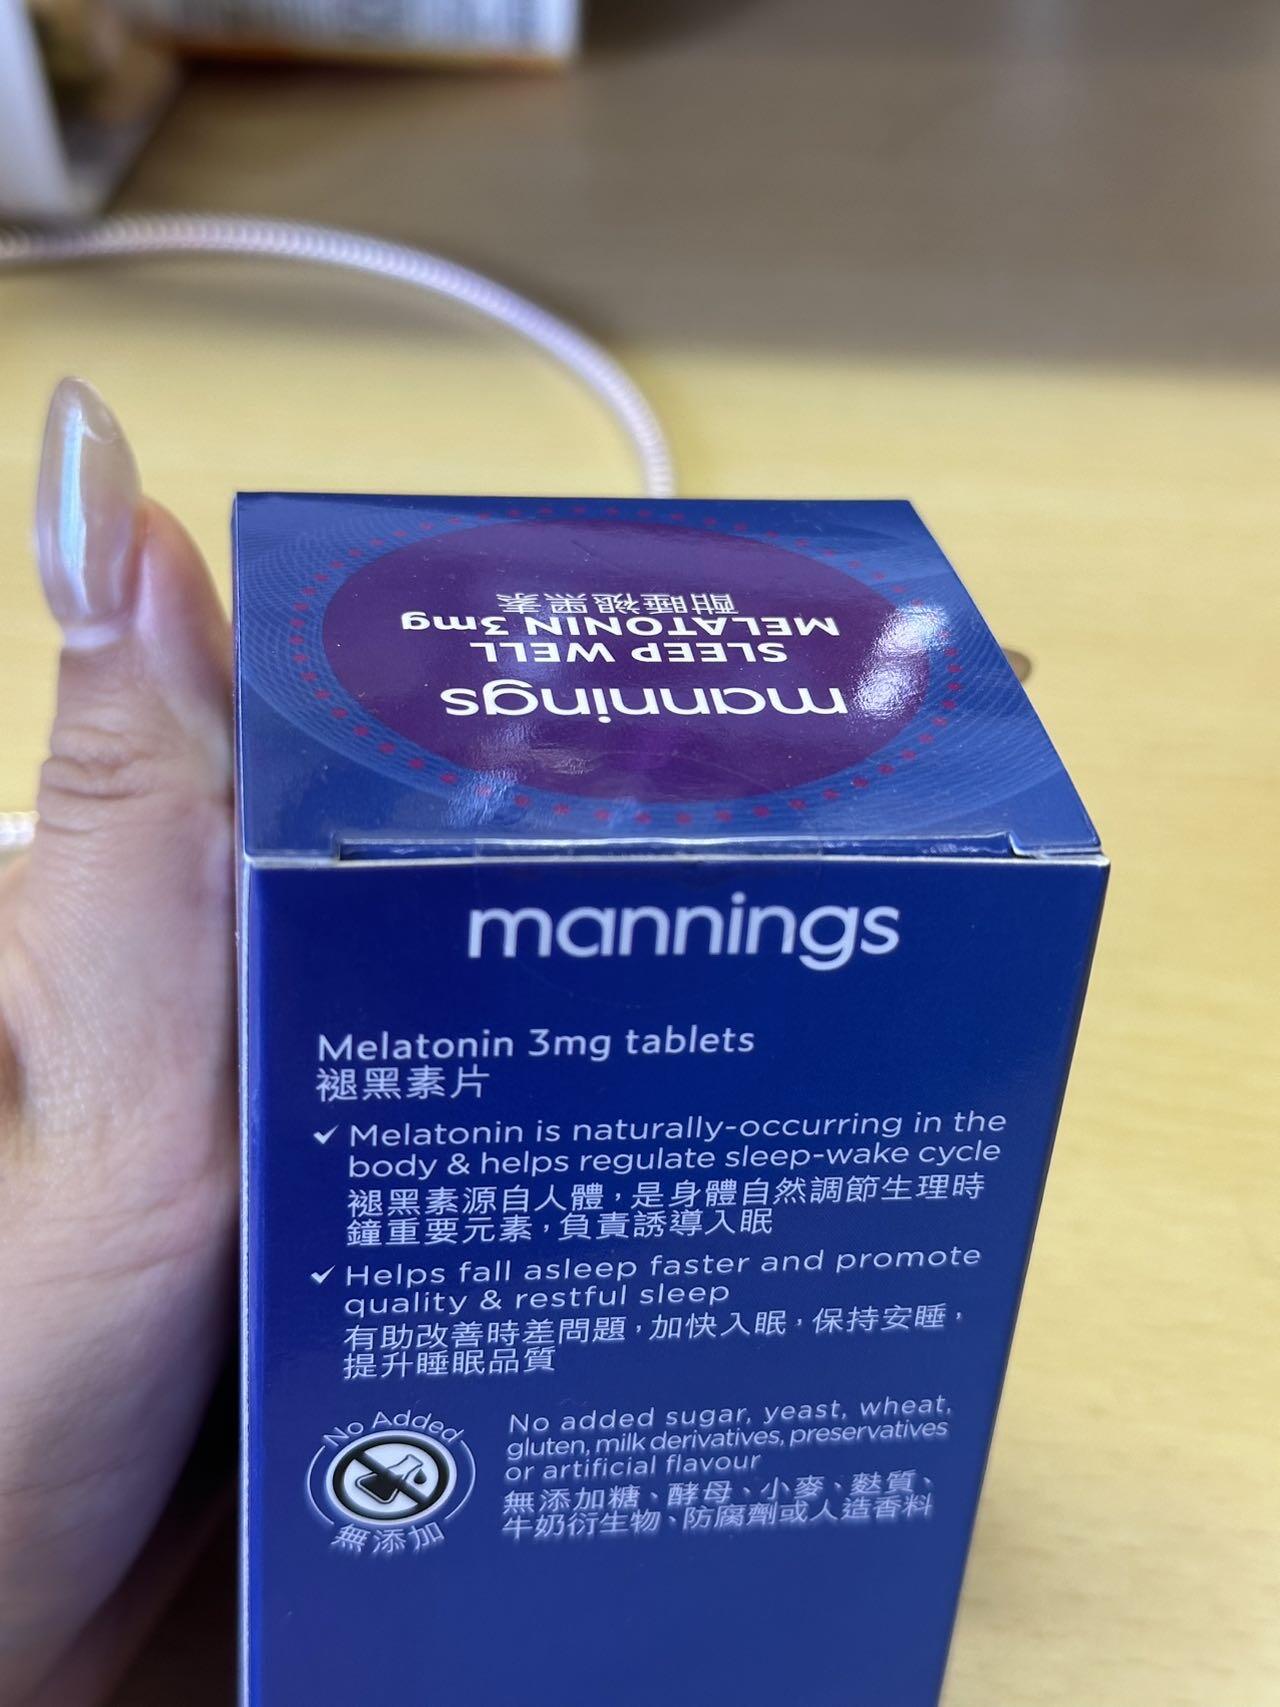 mannings
SLEEP WELL
MELATONIN 3mg
酣睡褪黑素
mannings
Melatonin 3mg tablets
褪黑素片
✓ Melatonin is naturally-occurring in the
body & helps regulate sleep-wake cycle
褪黑素源自人體，是身體自然調節生理時
鐘重要元素，負責誘導入眠
✓ Helps fall asleep faster and promote
quality & restful sleep
有助改善時差問題，加快入眠，保持安睡，
提升睡眠品質
No Added
無添加
No added sugar, yeast, wheat,
gluten, milk derivatives, preservatives
or artificial flavour
無添加糖、酵母、小麥、麩質、
牛奶衍生物、防腐劑或人造香料